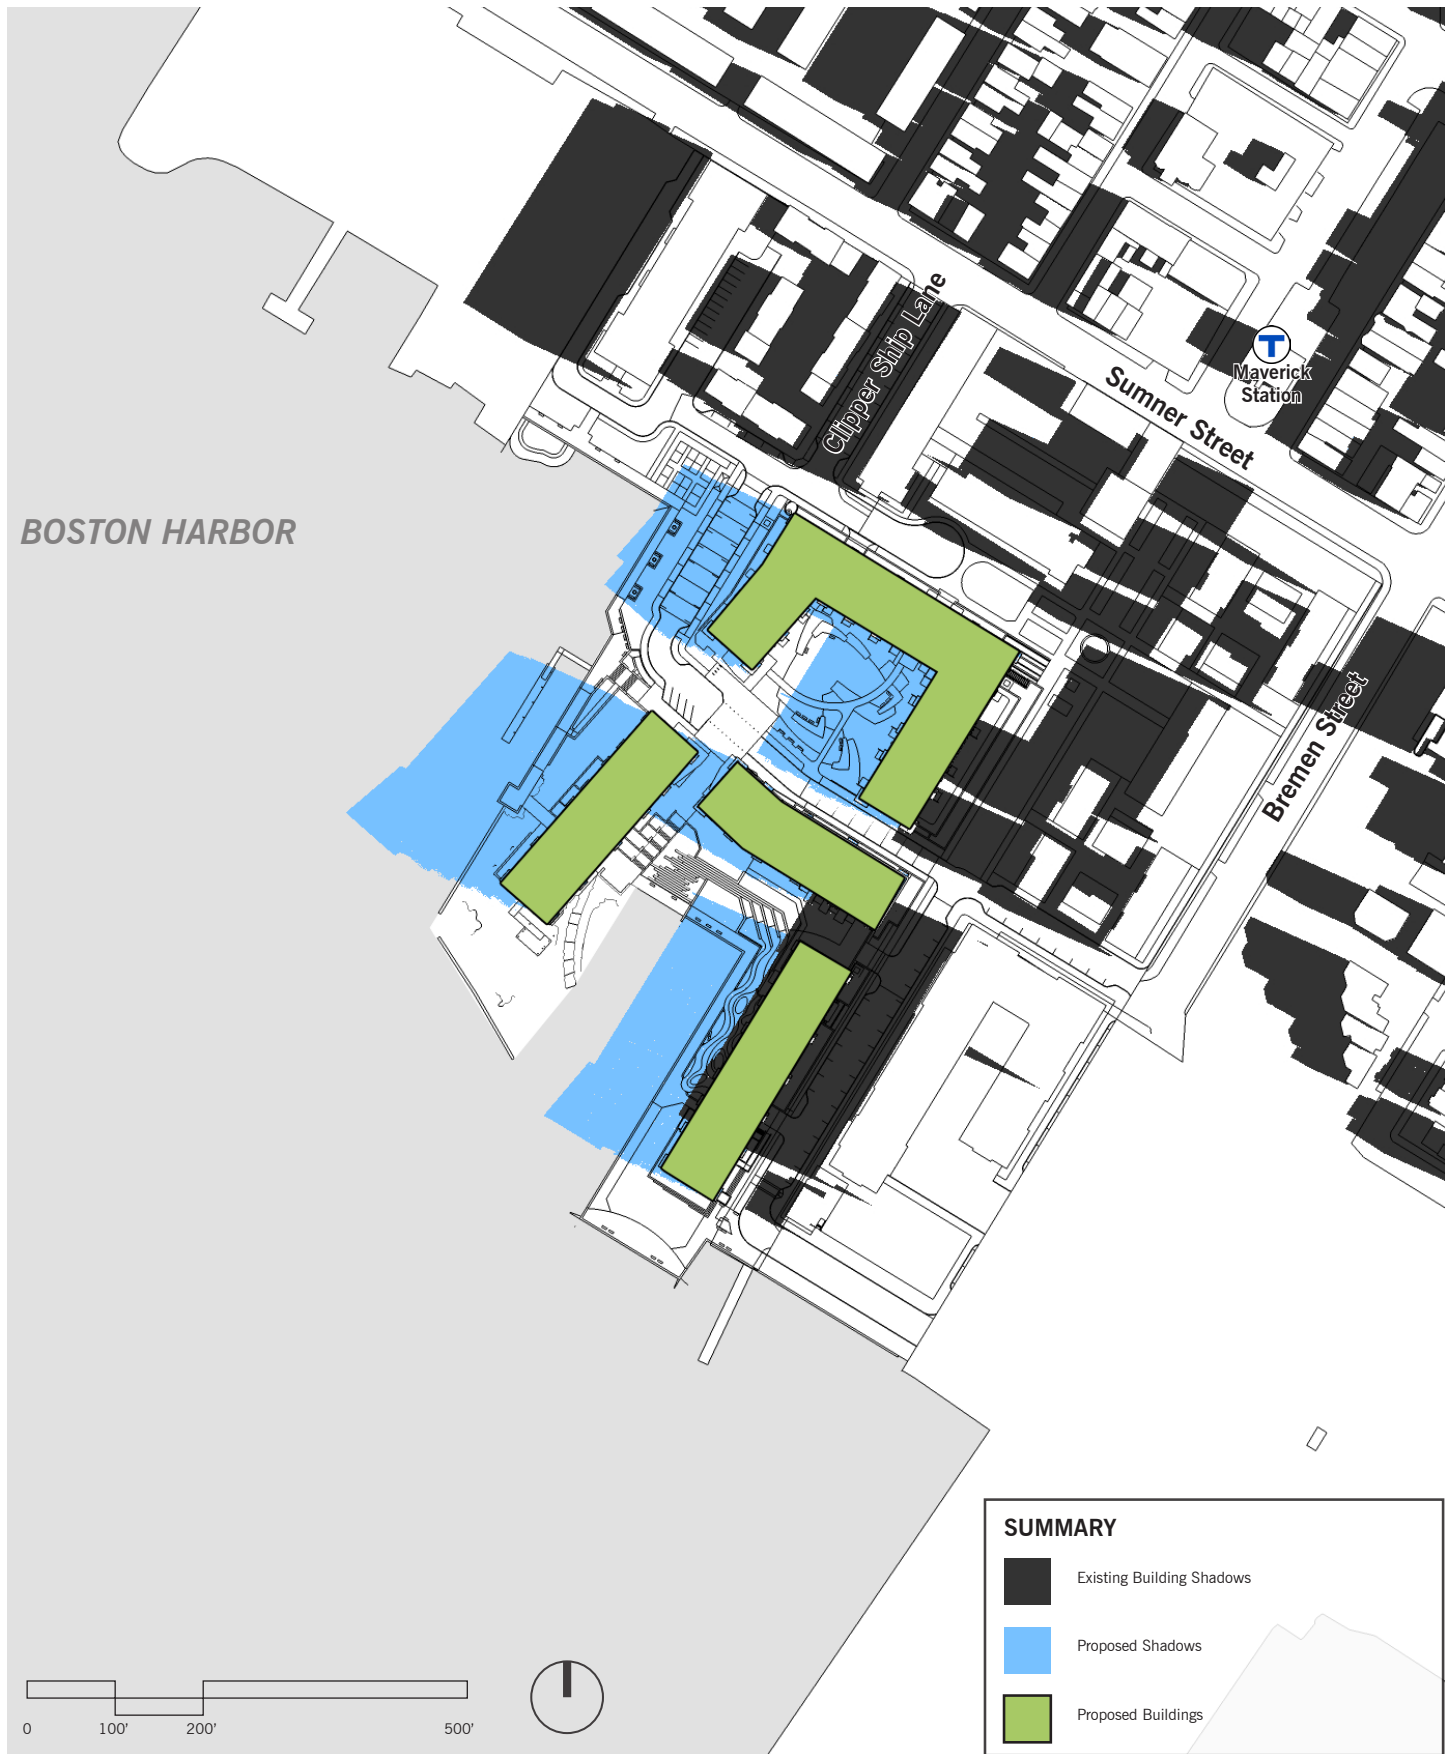 Clipper Ship Lane
T
Maverick
Station
Sumner Street
BOSTON HARBOR
Bremen Street
SUMMARY
Existing Building Shadows
Proposed Shadows
Proposed Buildings
0 100' 200' 500'